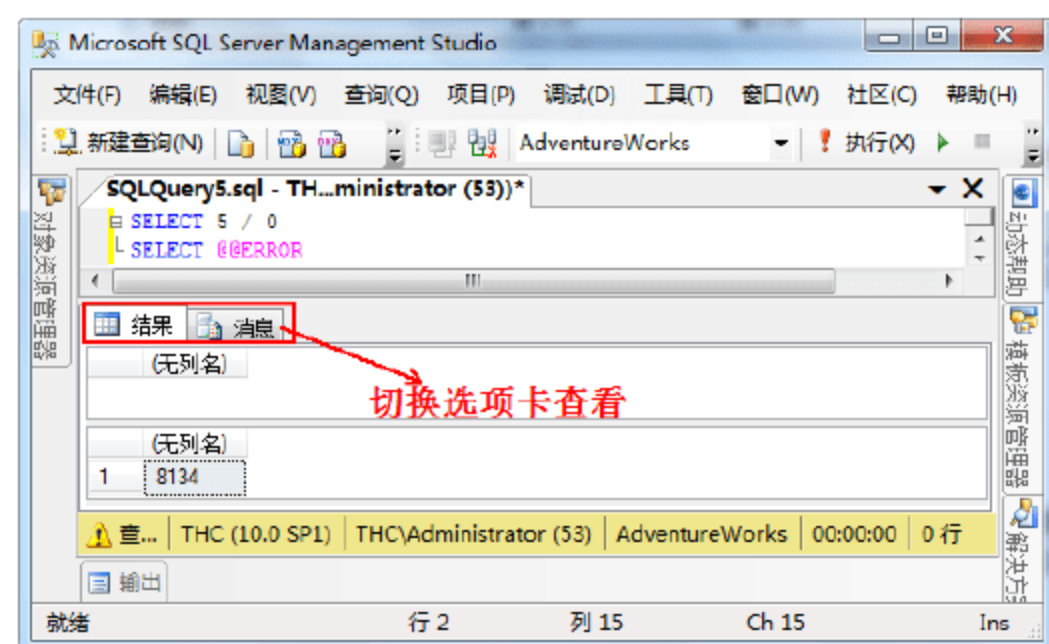 Microsoft SQL Server Management Studio
文件(F) 编辑(E) 视图(V) 查询(Q) 项目(P) 调试(D) 工具(T) 窗口(W) 社区(C) 帮助(H)
新建查询(N) AdventureWorks 执行(X)
SQLQuery5.sql - TH...ministrator (53))*
SELECT 5 / 0
SELECT @@ERROR
结果 消息
(无列名)
切换选项卡查看
(无列名)
1 8134
查... THC (10.0 SP1) THC\Administrator (53) AdventureWorks 00:00:00 0 行
输出
就绪 行 2 列 15 Ch 15 Ins
对象资源管理器
动态帮助
模板资源管理器
解决方